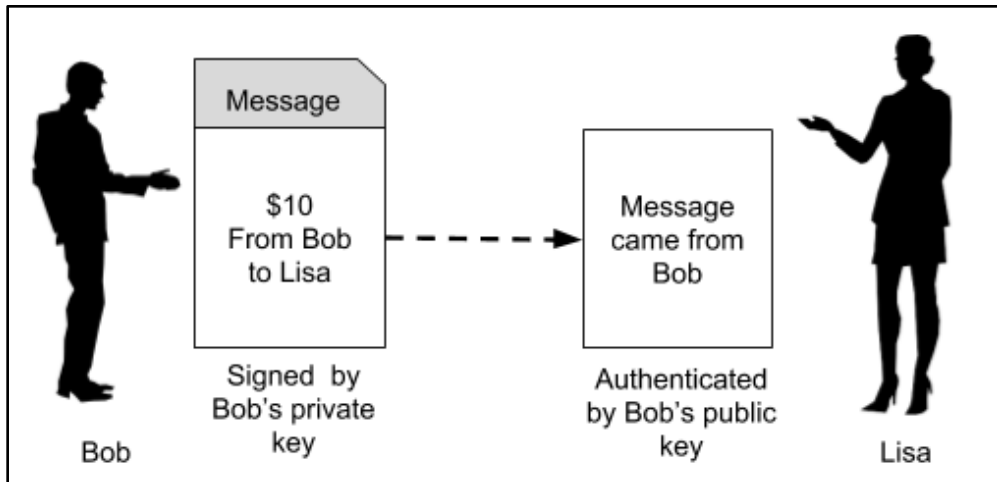 Message
$10
From Bob
to Lisa
Signed by
Bob's private
key
Bob
Message
came from
Bob
Authenticated
by Bob's public
key
Lisa